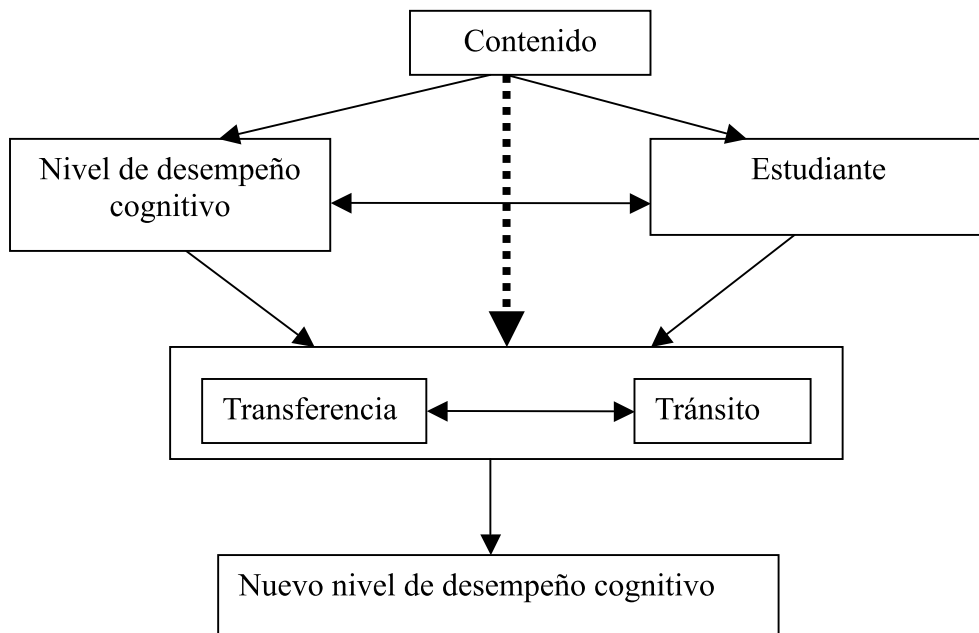 Contenido
Nivel de desempeño
cognitivo
Estudiante
Transferencia
Tránsito
Nuevo nivel de desempeño cognitivo